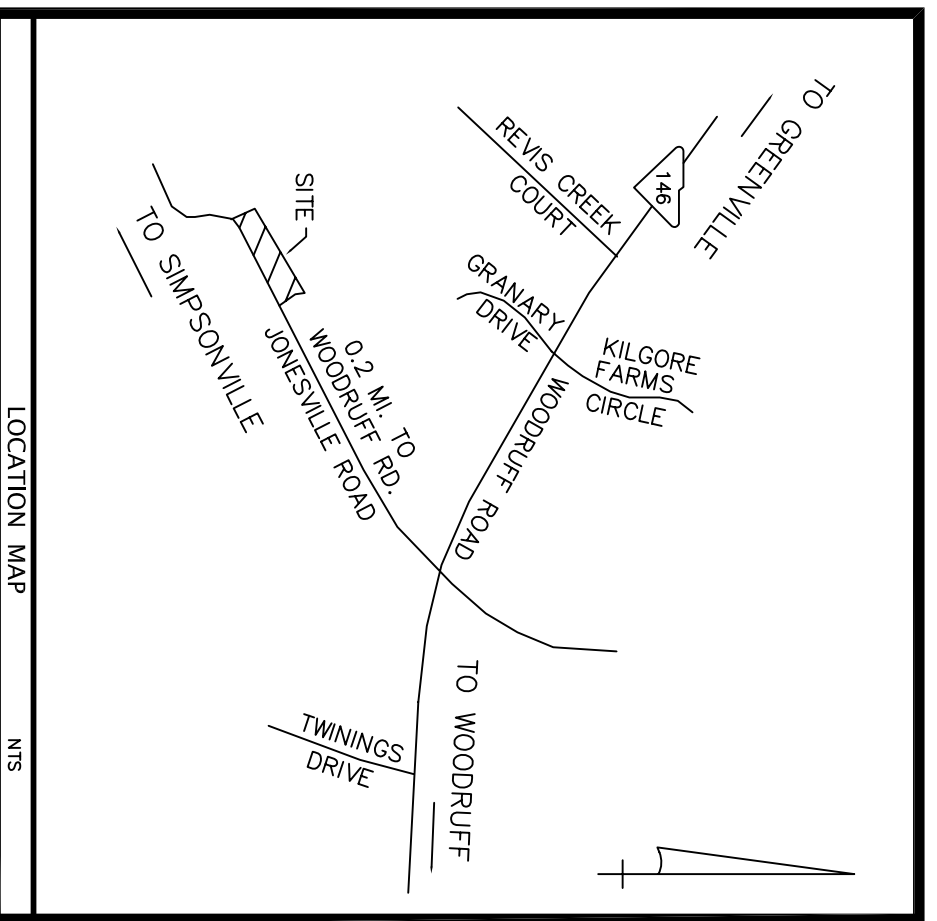 TO GREENVILLE
146
REVIS CREEK
COURT
GRANARY
DRIVE
KILGORE
FARMS
CIRCLE
WOODRUFF ROAD
SITE
0.2 MI. TO
WOODRUFF RD.
JONESVILLE ROAD
TO SIMPSONVILLE
TO WOODRUFF
TWININGS
DRIVE
LOCATION MAP
NTS